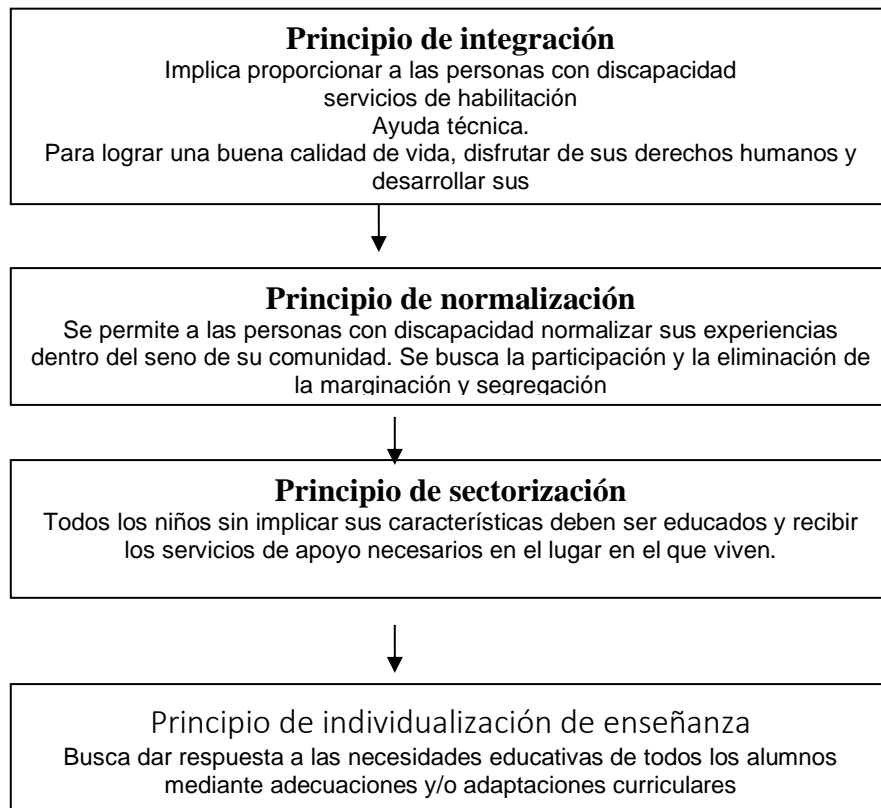 Principio de integración
Implica proporcionar a las personas con discapacidad
servicios de habilitación
Ayuda técnica.
Para lograr una buena calidad de vida, disfrutar de sus derechos humanos y
desarrollar sus
Principio de normalización
Se permite a las personas con discapacidad normalizar sus experiencias
dentro del seno de su comunidad. Se busca la participación y la eliminación de
la marginación y segregación
Principio de sectorización
Todos los niños sin implicar sus características deben ser educados y recibir
los servicios de apoyo necesarios en el lugar en el que viven.
Principio de individualización de enseñanza
Busca dar respuesta a las necesidades educativas de todos los alumnos
mediante adecuaciones y/o adaptaciones curriculares